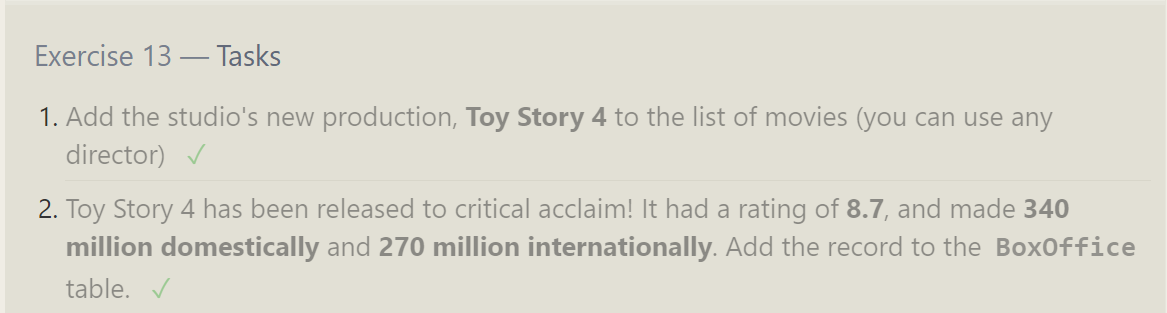 Exercise 13 — Tasks
1. Add the studio's new production, Toy Story 4 to the list of movies (you can use any
director) ✓
2. Toy Story 4 has been released to critical acclaim! It had a rating of 8.7, and made 340
million domestically and 270 million internationally. Add the record to the BoxOffice
table. ✓